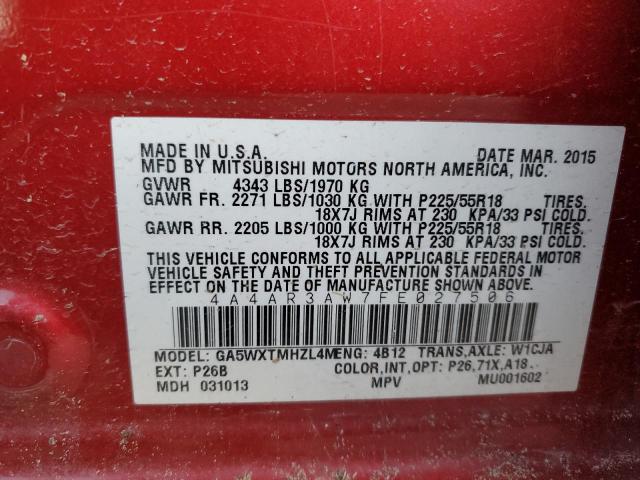 MADE IN U.S.A. DATE MAR. 2015
MFD BY MITSUBISHI MOTORS NORTH AMERICA, INC.
GVWR 4343 LBS/1970 KG
GAWR FR. 2271 LBS/1030 KG WITH P225/55R18 TIRES.
18X7J RIMS AT 230 KPA/33 PSI COLD.
GAWR RR. 2205 LBS/1000 KG WITH P225/55R18 TIRES.
18X7J RIMS AT 230 KPA/33 PSI COLD.
THIS VEHICLE CONFORMS TO ALL APPLICABLE FEDERAL MOTOR
VEHICLE SAFETY AND THEFT PREVENTION STANDARDS IN
EFFECT ON THE DATE OF MANUFACTURE SHOWN ABOVE.
4A4AR3AW7FE027506
MODEL: GA5WXTMHZL4M ENG: 4B12 TRANS,AXLE: W1CJA
EXT: P26B COLOR,INT,OPT: P26,71X,A18
MDH 031013 MPV MU001602